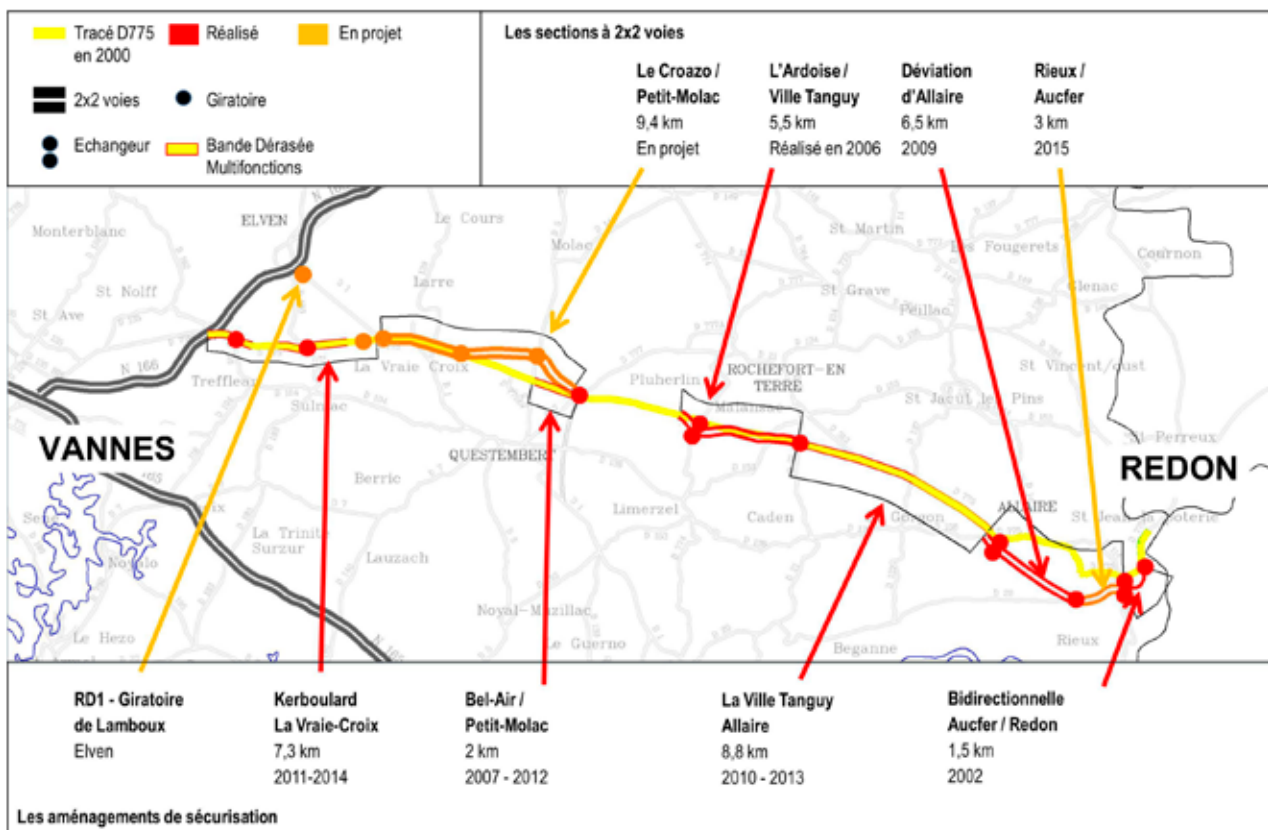 Tracé D775
en 2000
Réalisé
En projet
2x2 voies
Giratoire
Echangeur
Bande Dérasée
Multifonctions
Les sections à 2x2 voies
Le Croazo /
Petit-Molac
9,4 km
En projet
L'Ardoise /
Ville Tanguy
5,5 km
Réalisé en 2006
Déviation
d'Allaire
6,5 km
2009
Rieux /
Aucfer
3 km
2015
ELVEN
Le Cours
Monterblanc
Molac
St Martin
Les Fougerets
Cournon
Larre
St Nolff
St Grave
Peillac
Glenac
St Ave
N 166
La Vraie Croix
Treffléan
Pluherlin
ROCHEFORT-EN
TERRE
St Vincent/oust
Sulniac
Malansac
St Jacut les Pins
VANNES
QUESTEMBERT
St Perreux
REDON
Berric
Limerzel
Caden
ALLAIRE
La Trinite
Surzur
Lauzach
Noyalo
Noyal-Muzillac
Le Hezo
Le Guerno
Beganne
Rieux
N 165
RD1 - Giratoire
de Lamboux
Elven
Kerboulard
La Vraie-Croix
7,3 km
2011-2014
Bel-Air /
Petit-Molac
2 km
2007 - 2012
La Ville Tanguy
Allaire
8,8 km
2010 - 2013
Bidirectionnelle
Aucfer / Redon
1,5 km
2002
Les aménagements de sécurisation